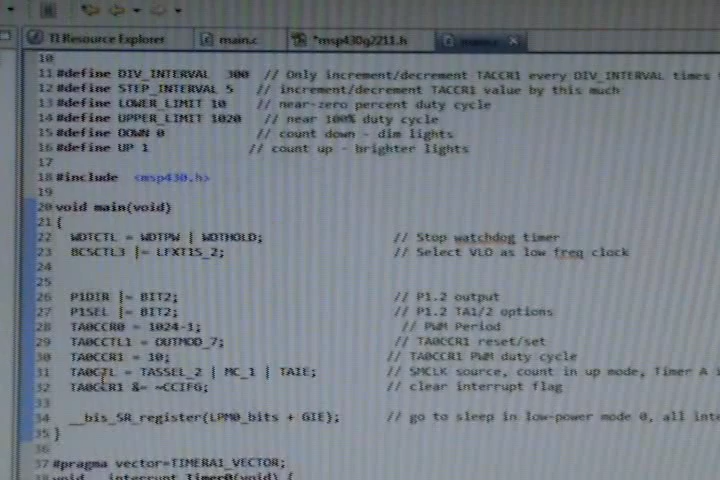 TI Resource Explorer main.c *msp430g2211.h main.c
10
11 #define DIV_INTERVAL 300 // Only increment/decrement TACCR1 every DIV_INTERVAL times
12 #define STEP_INTERVAL 5 // increment/decrement TACCR1 value by this much
13 #define LOWER_LIMIT 10 // near-zero percent duty cycle
14 #define UPPER_LIMIT 1020 // near 100% duty cycle
15 #define DOWN 0 // count down - dim lights
16 #define UP 1 // count up - brighter lights
17
18 #include <msp430.h>
19
20 void main(void)
21 {
22 WDTCTL = WDTPW | WDTHOLD; // Stop watchdog timer
23 BCSCTL3 |= LFXT1S_2; // Select VLO as low freq clock
24
25
26 P1DIR |= BIT2; // P1.2 output
27 P1SEL |= BIT2; // P1.2 TA1/2 options
28 TA0CCR0 = 1024-1; // PWM Period
29 TA0CCTL1 = OUTMOD_7; // TA0CCR1 reset/set
30 TA0CCR1 = 10; // TA0CCR1 PWM duty cycle
31 TA0CTL = TASSEL_2 | MC_1 | TAIE; // SMCLK source, count in up mode, Timer A
32 TA0CCR1 &= ~CCIFG; // clear interrupt flag
33
34 __bis_SR_register(LPM0_bits + GIE); // go to sleep in low-power mode 0, all
35 }
36
37 #pragma vector=TIMERA1_VECTOR;
38 void __interrupt Timer0(void) {